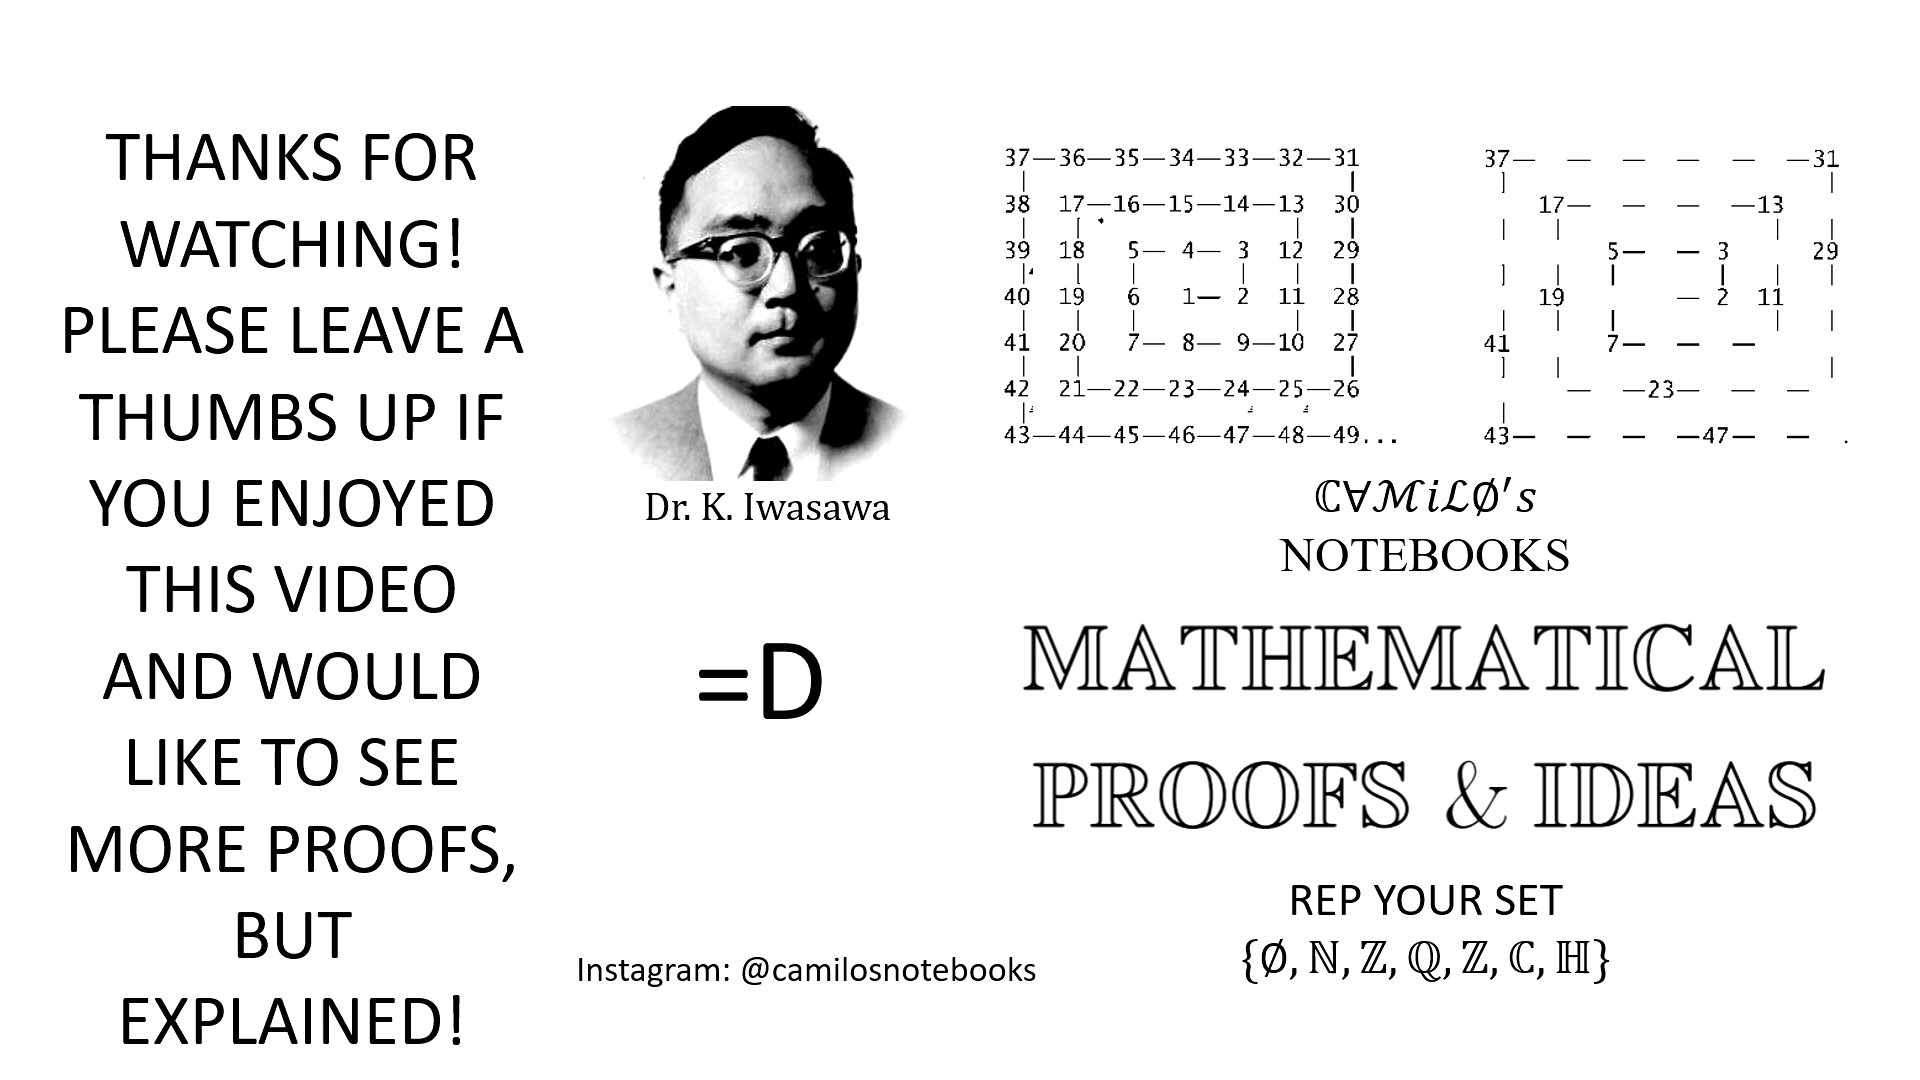 THANKS FOR
WATCHING!
PLEASE LEAVE A
THUMBS UP IF
YOU ENJOYED
THIS VIDEO
AND WOULD
LIKE TO SEE
MORE PROOFS,
BUT
EXPLAINED!
Dr. K. Iwasawa
=D
Instagram: @camilosnotebooks
37—36—35—34—33—32—31
38 17—16—15—14—13 30
39 18 5— 4— 3 12 29
40 19 6 1— 2 11 28
41 20 7— 8— 9—10 27
42 21—22—23—24—25—26
43—44—45—46—47—48—49...
37— — — — — —31
17— — — —13
5— — 3 29
19 — 2 11
41 7— — —
— —23— — —
43— — — —47— — .
ℂ∀ℳiℒ∅′s
NOTEBOOKS
MATHEMATICAL
PROOFS & IDEAS
REP YOUR SET
{∅, ℕ, ℤ, ℚ, ℤ, ℂ, ℍ}